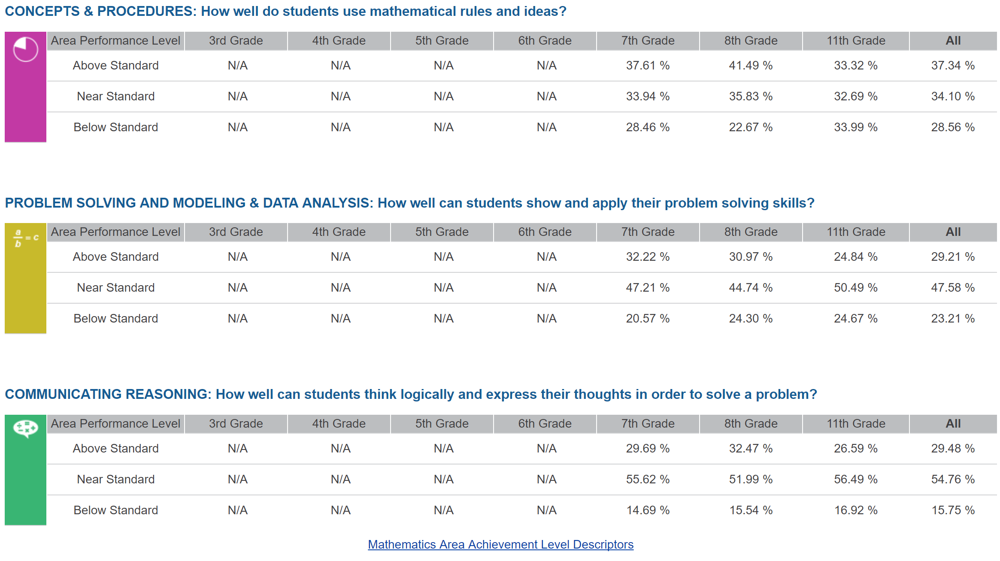 CONCEPTS & PROCEDURES: How well do students use mathematical rules and ideas?
Area Performance Level 3rd Grade 4th Grade 5th Grade 6th Grade 7th Grade 8th Grade 11th Grade All
Above Standard N/A N/A N/A N/A 37.61 % 41.49 % 33.32 % 37.34 %
Near Standard N/A N/A N/A N/A 33.94 % 35.83 % 32.69 % 34.10 %
Below Standard N/A N/A N/A N/A 28.46 % 22.67 % 33.99 % 28.56 %
PROBLEM SOLVING AND MODELING & DATA ANALYSIS: How well can students show and apply their problem solving skills?
a/b = c
Area Performance Level 3rd Grade 4th Grade 5th Grade 6th Grade 7th Grade 8th Grade 11th Grade All
Above Standard N/A N/A N/A N/A 32.22 % 30.97 % 24.84 % 29.21 %
Near Standard N/A N/A N/A N/A 47.21 % 44.74 % 50.49 % 47.58 %
Below Standard N/A N/A N/A N/A 20.57 % 24.30 % 24.67 % 23.21 %
COMMUNICATING REASONING: How well can students think logically and express their thoughts in order to solve a problem?
Area Performance Level 3rd Grade 4th Grade 5th Grade 6th Grade 7th Grade 8th Grade 11th Grade All
Above Standard N/A N/A N/A N/A 29.69 % 32.47 % 26.59 % 29.48 %
Near Standard N/A N/A N/A N/A 55.62 % 51.99 % 56.49 % 54.76 %
Below Standard N/A N/A N/A N/A 14.69 % 15.54 % 16.92 % 15.75 %
Mathematics Area Achievement Level Descriptors